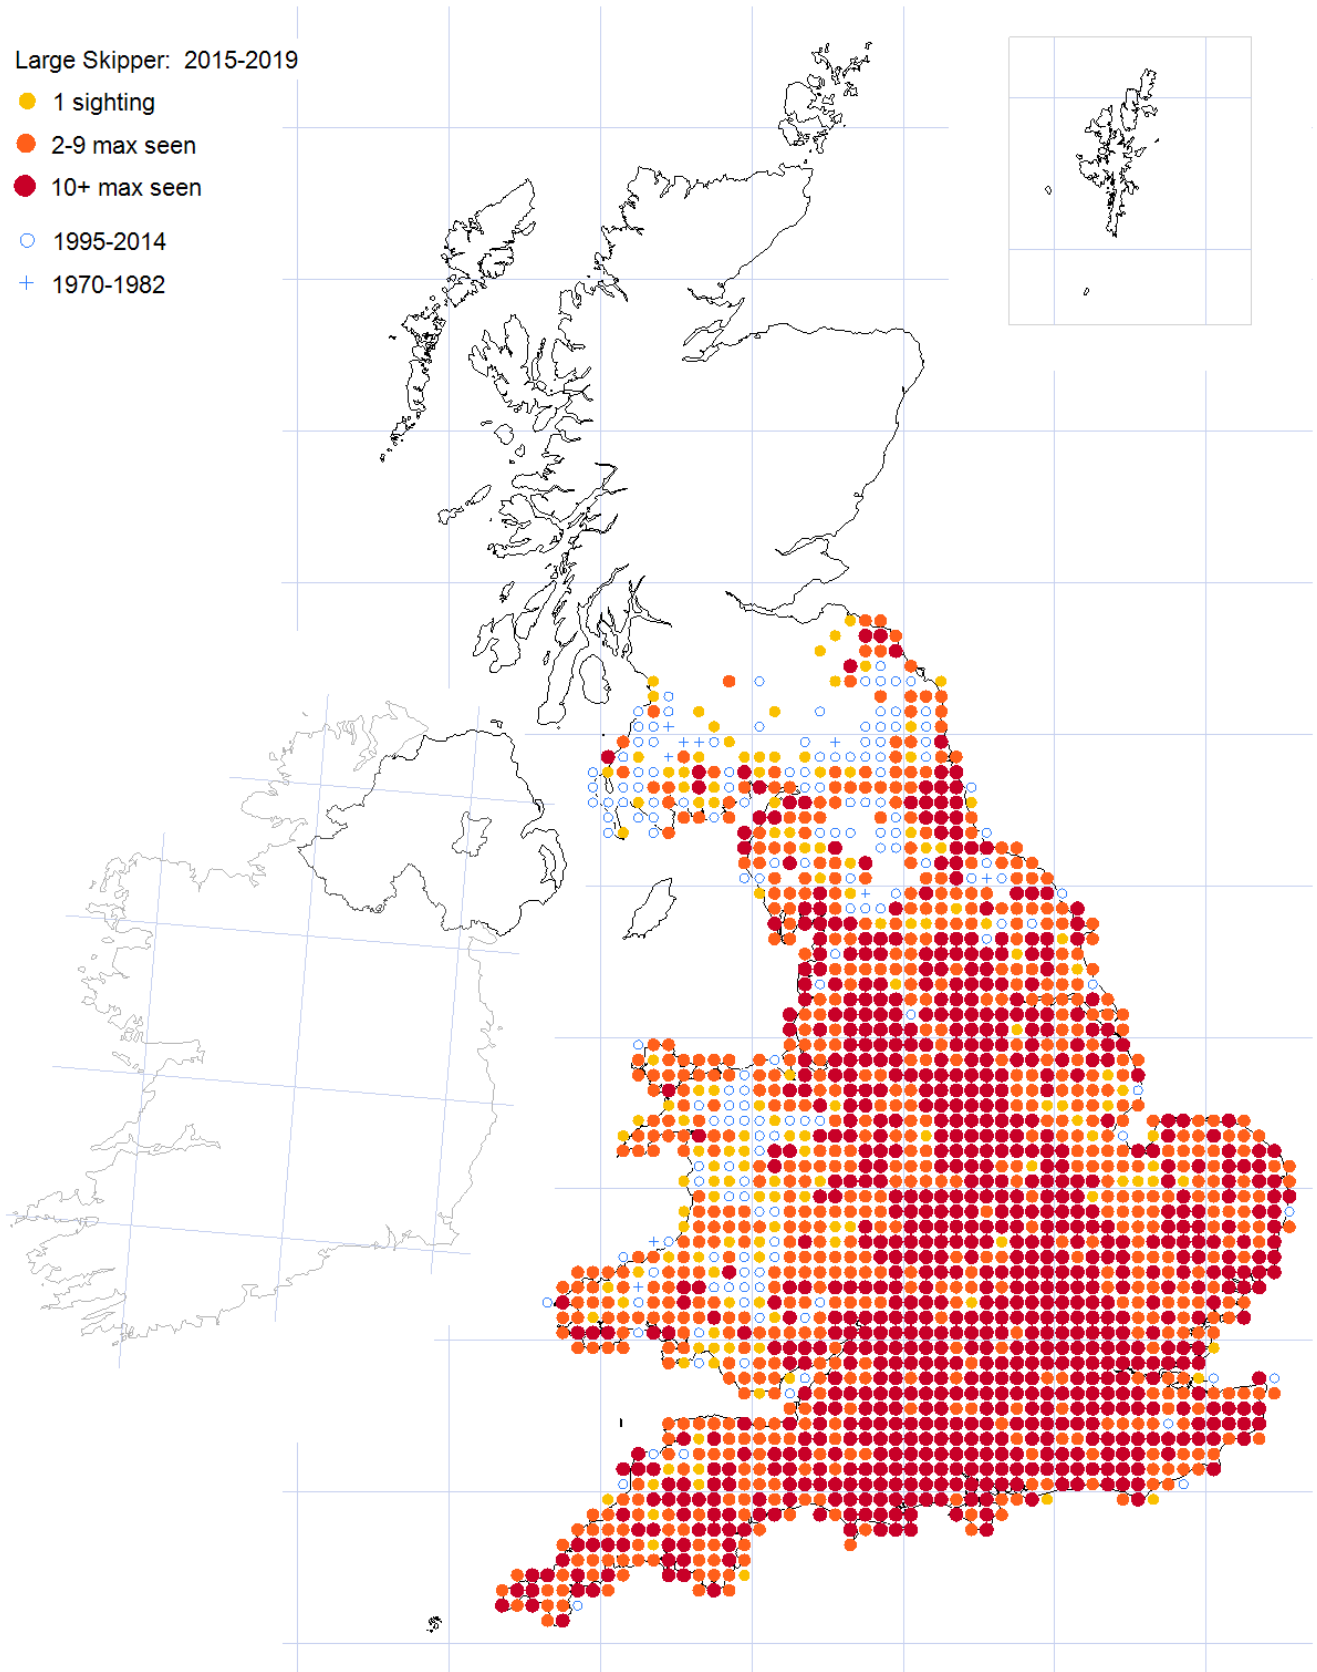 Large Skipper: 2015-2019
1 sighting
2-9 max seen
10+ max seen
1995-2014
1970-1982